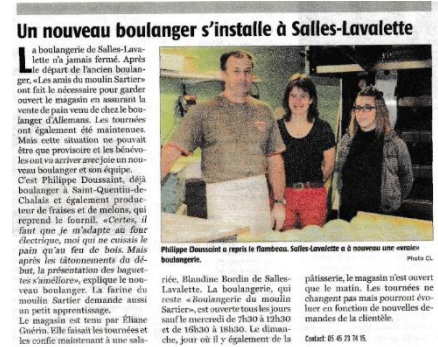 Un nouveau boulanger s'installe à Salles-Lavalette
La boulangerie de Salles-Lava-
lette n'a jamais fermé. Après
le départ de l'ancien boulan-
ger, «Les amis du moulin Sartier»
ont fait le nécessaire pour garder
ouvert le magasin en assurant la
vente de pain venu de chez le bou-
langer d'Allemans. Les tournées
ont également été maintenues.
Mais cette situation ne pouvait
être que provisoire et les bénévo-
les ont vu arriver avec joie un nou-
veau boulanger et son équipe.
C'est Philippe Doussaint, déjà
boulanger à Saint-Quentin-de-
Chalais et également produc-
teur de fraises et de melons, qui
reprend le fournil. «Certes, il
faut que je m'adapte au four
électrique, moi qui ne cuisais le
pain qu'au feu de bois. Mais
après les tâtonnements du dé-
but, la présentation des baguet-
tes s'améliore», explique le nou-
veau boulanger. La farine du
moulin Sartier demande aussi
un petit apprentissage.
Le magasin est tenu par Éliane
Guérin. Elle faisait les tournées et
les confie maintenant à une sala-
Philippe Doussaint a repris le flambeau. Salles-Lavalette a à nouveau une «vraie»
boulangerie.
Photo CL
riée, Blandine Bordin de Salles-
Lavalette. La boulangerie, qui
reste «Boulangerie du moulin
Sartier», est ouverte tous les jours
sauf le mercredi de 7h30 à 12h30
et de 16h30 à 18h30. Le diman-
che, jour où il y également de la
pâtisserie, le magasin n'est ouvert
que le matin. Les tournées ne
changent pas mais pourront évo-
luer en fonction de nouvelles de-
mandes de la clientèle.
Contact: 05 45 23 74 15.